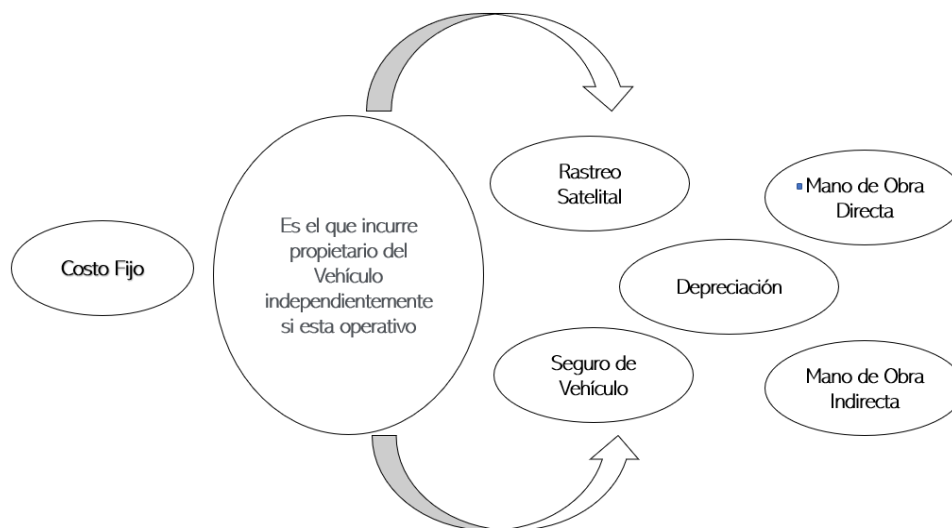 Costo Fijo
Es el que incurre
propietario del
Vehículo
independientemente
si esta operativo
Rastreo
Satelital
Mano de Obra
Directa
Depreciación
Seguro de
Vehículo
Mano de Obra
Indirecta